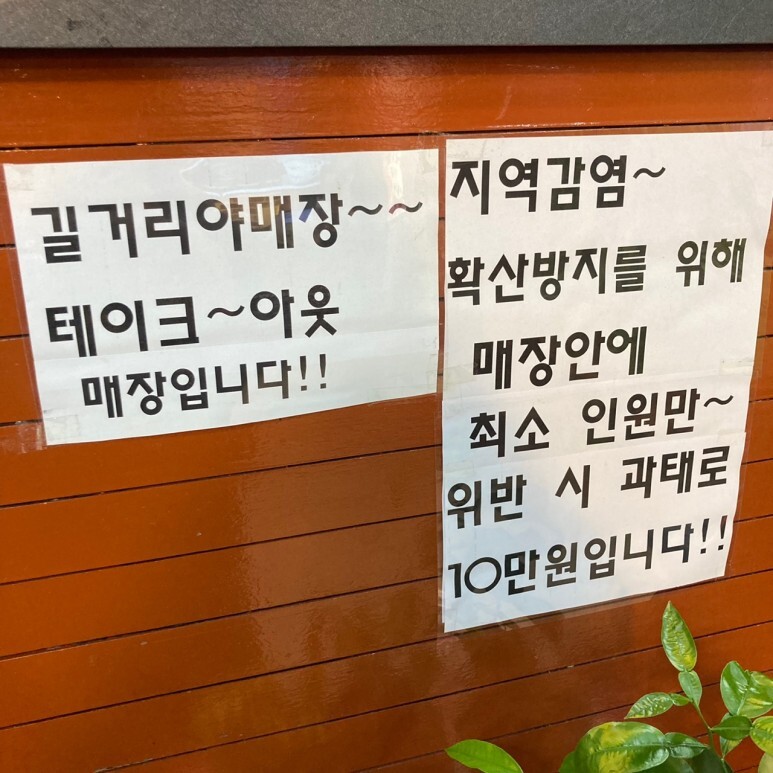 길거리야매장~~
테이크~아웃
매장입니다!!
지역감염~
확산방지를 위해
매장안에
최소 인원만~
위반 시 과태로
10만원입니다!!